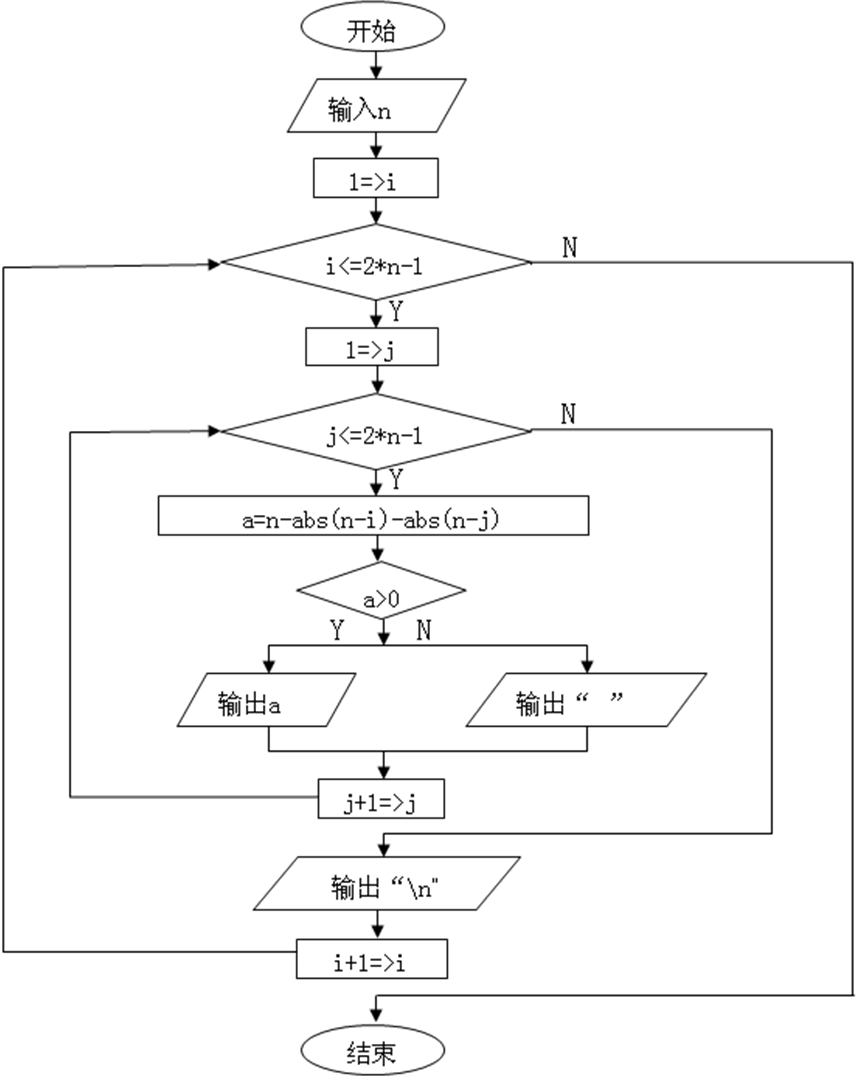 开始
输入n
1=>i
i<=2*n-1
N
Y
1=>j
j<=2*n-1
N
Y
a=n-abs(n-i)-abs(n-j)
a>0
Y
N
输出a
输出“ ”
j+1=>j
输出“\n"
i+1=>i
结束